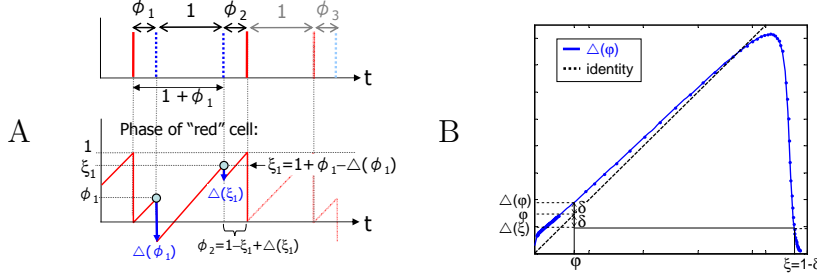 ϕ₁ 1 ϕ₂ 1 ϕ₃
t
1+ϕ₁
A
Phase of "red" cell:
1
ξ₁
ξ₁=1+ϕ₁−△(ϕ₁)
ϕ₁
△(ξ₁)
t
△(ϕ₁)
ϕ₂=1−ξ₁+△(ξ₁)
B
△(φ)
identity
△(φ)
φ
△(ξ)
δ
δ
φ
ξ=1-δ